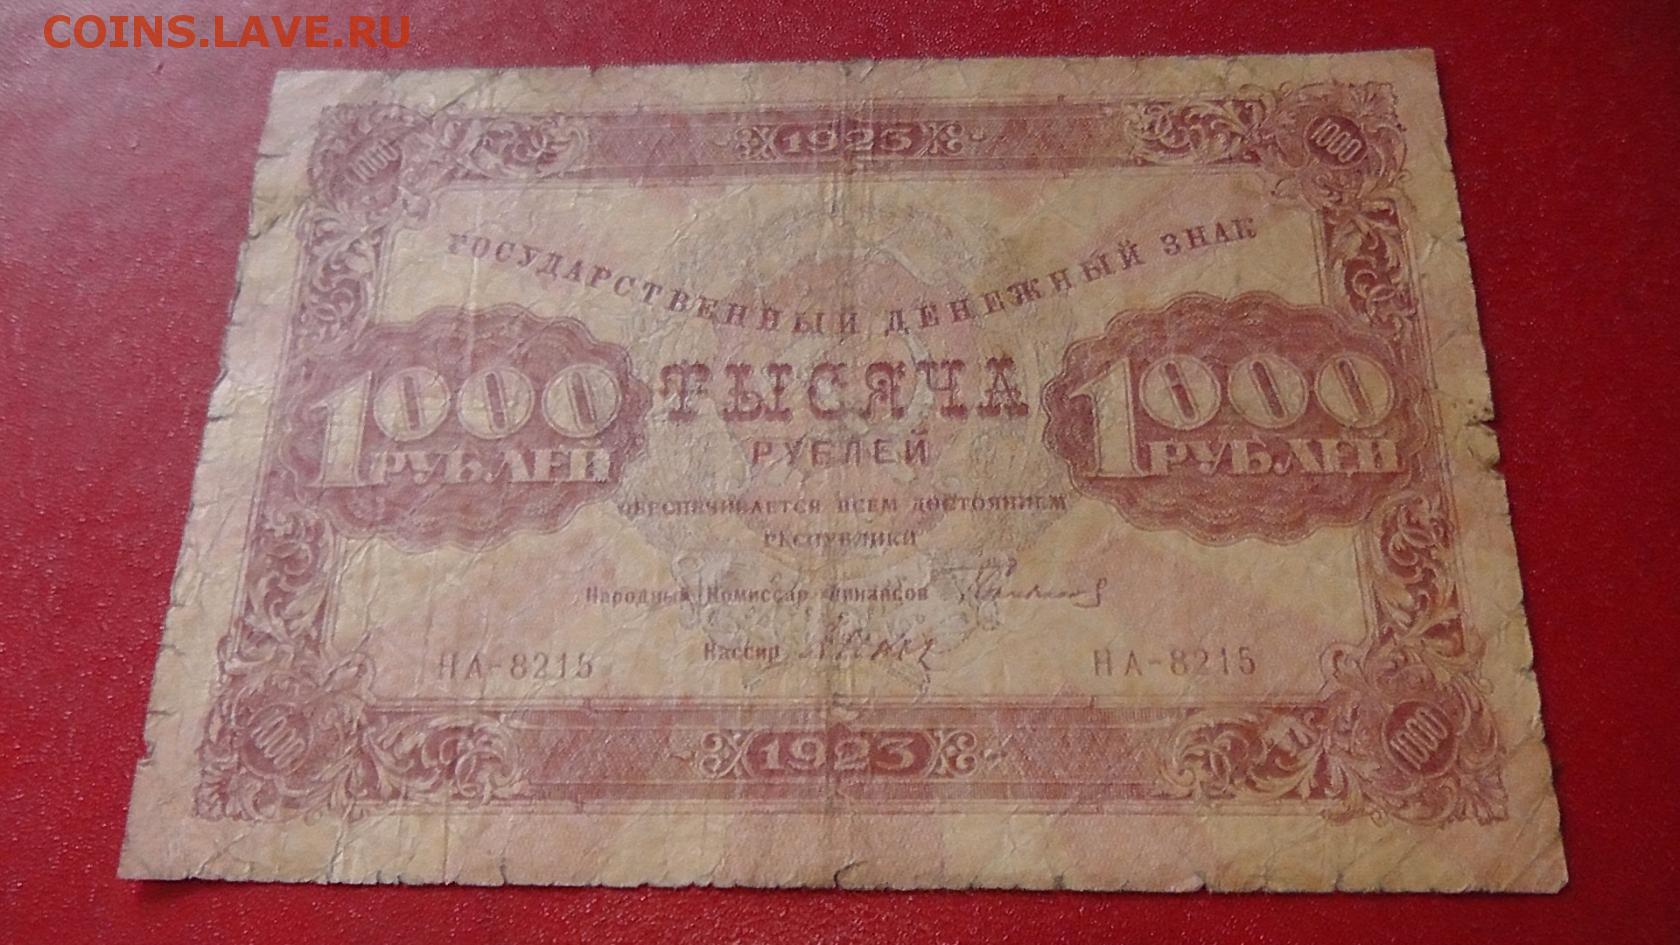 COINS.LAVE.RU
1923
1000 1000
ГОСУДАРСТВЕННЫЙ ДЕНЕЖНЫЙ ЗНАК
1000 РУБЛЕЙ
ТЫСЯЧА
РУБЛЕЙ
1000 РУБЛЕЙ
ОБЕСПЕЧИВАЕТСЯ ВСЕМ ДОСТОЯНИЕМ
РЕСПУБЛИКИ
Народный Комиссар Финансов
Кассир
НА-8215 НА-8215
1000 1000
1923